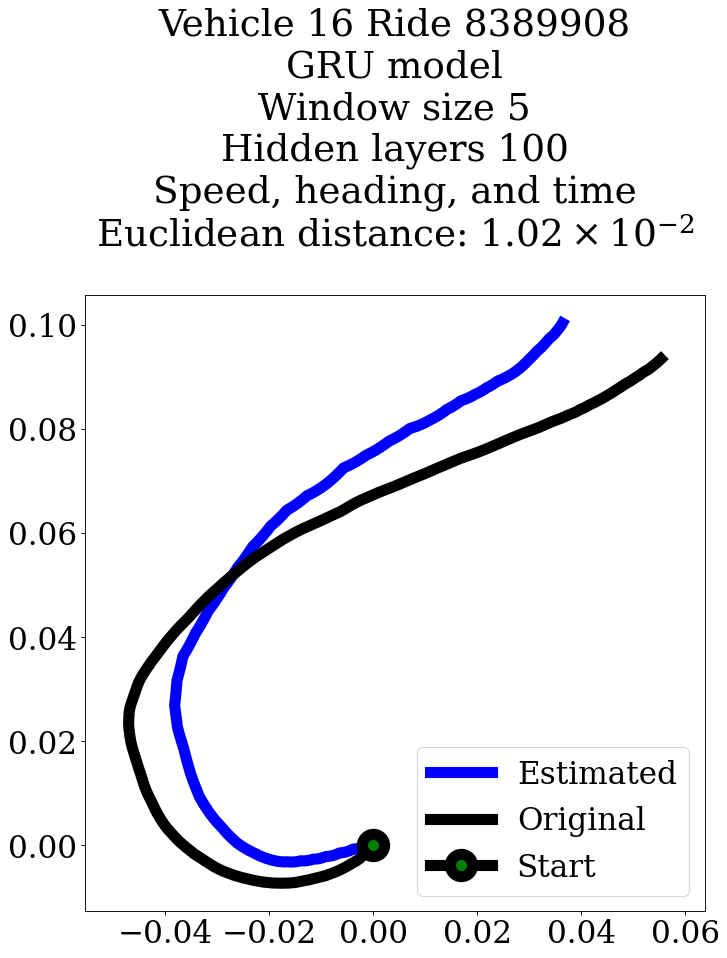 Vehicle 16 Ride 8389908
GRU model
Window size 5
Hidden layers 100
Speed, heading, and time
Euclidean distance: 1.02 × 10⁻²
0.10
0.08
0.06
0.04
0.02
0.00
Estimated
Original
Start
−0.04 −0.02 0.00 0.02 0.04 0.06